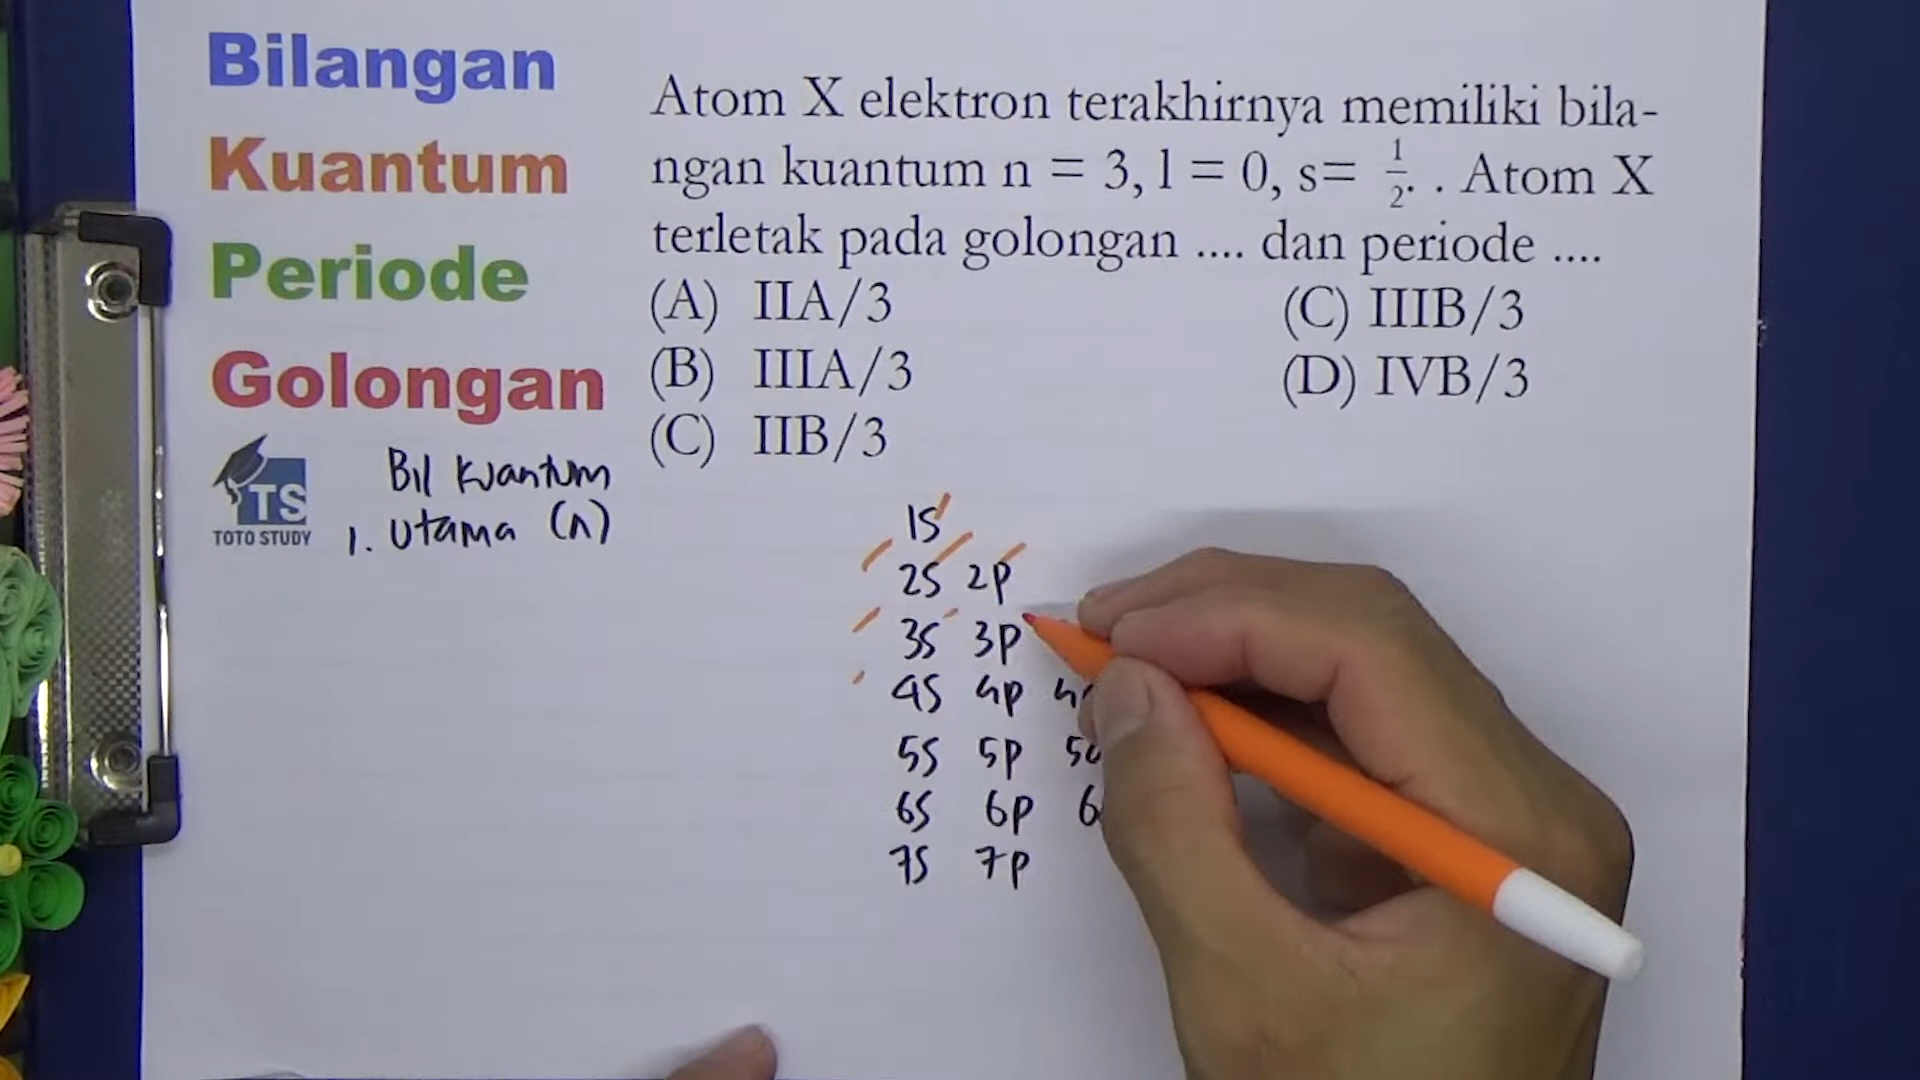 Bilangan
Kuantum
Periode
Golongan
TS
TOTO STUDY
Atom X elektron terakhirnya memiliki bila-
ngan kuantum n = 3, l = 0, s= 1/2. . Atom X
terletak pada golongan .... dan periode ....
(A) IIA/3
(B) IIIA/3
(C) IIB/3
(C) IIIB/3
(D) IVB/3
Bil Kuantum
1. Utama (n)
1S
2S 2p
3S 3p
4S 4p
5S 5p
6S 6p
7S 7p